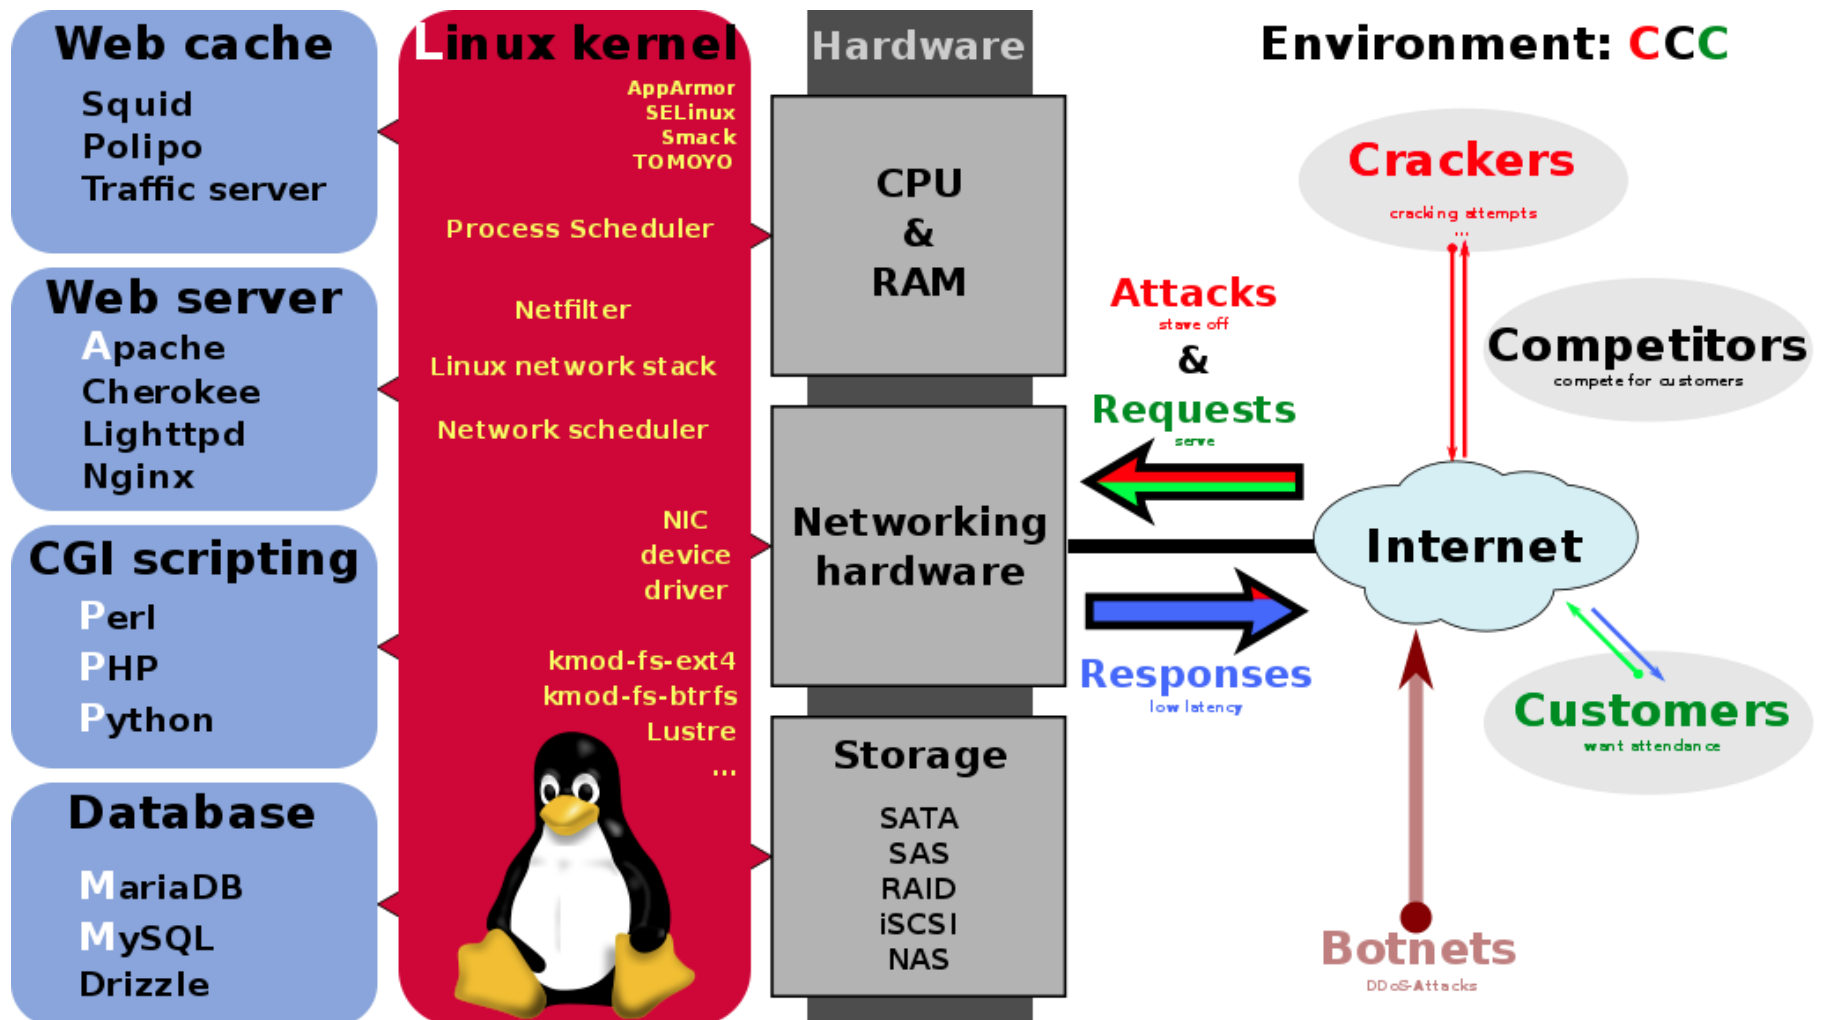 Web cache
Squid
Polipo
Traffic server
Web server
Apache
Cherokee
Lighttpd
Nginx
CGI scripting
Perl
PHP
Python
Database
MariaDB
MySQL
Drizzle
Linux kernel
AppArmor
SELinux
Smack
TOMOYO
Process Scheduler
Netfilter
Linux network stack
Network scheduler
NIC
device
driver
kmod-fs-ext4
kmod-fs-btrfs
Lustre
...
Hardware
CPU
&
RAM
Networking
hardware
Storage
SATA
SAS
RAID
iSCSI
NAS
Attacks
stave off
&
Requests
serve
Responses
low latency
Environment: CCC
Crackers
cracking attempts
...
Competitors
compete for customers
Internet
Customers
want attendance
Botnets
DDoS-Attacks